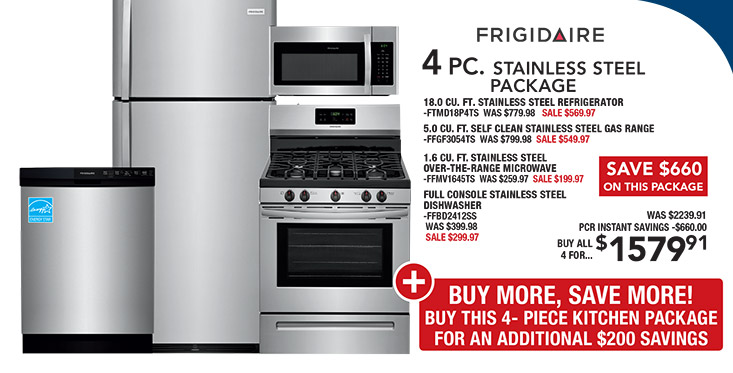 FRIGIDAIRE
4 PC. STAINLESS STEEL
PACKAGE
18.0 CU. FT. STAINLESS STEEL REFRIGERATOR
-FTMD18P4TS WAS $779.98 SALE $569.97
5.0 CU. FT. SELF CLEAN STAINLESS STEEL GAS RANGE
-FFGF3054TS WAS $799.98 SALE $549.97
1.6 CU. FT. STAINLESS STEEL
OVER-THE-RANGE MICROWAVE
-FFMV1645TS WAS $259.97 SALE $199.97
FULL CONSOLE STAINLESS STEEL
DISHWASHER
-FFBD2412SS
WAS $399.98
SALE $299.97
SAVE $660
ON THIS PACKAGE
WAS $2239.91
PCR INSTANT SAVINGS -$660.00
BUY ALL
4 FOR...
$1579.91
+
BUY MORE, SAVE MORE!
BUY THIS 4- PIECE KITCHEN PACKAGE
FOR AN ADDITIONAL $200 SAVINGS
ENERGY STAR